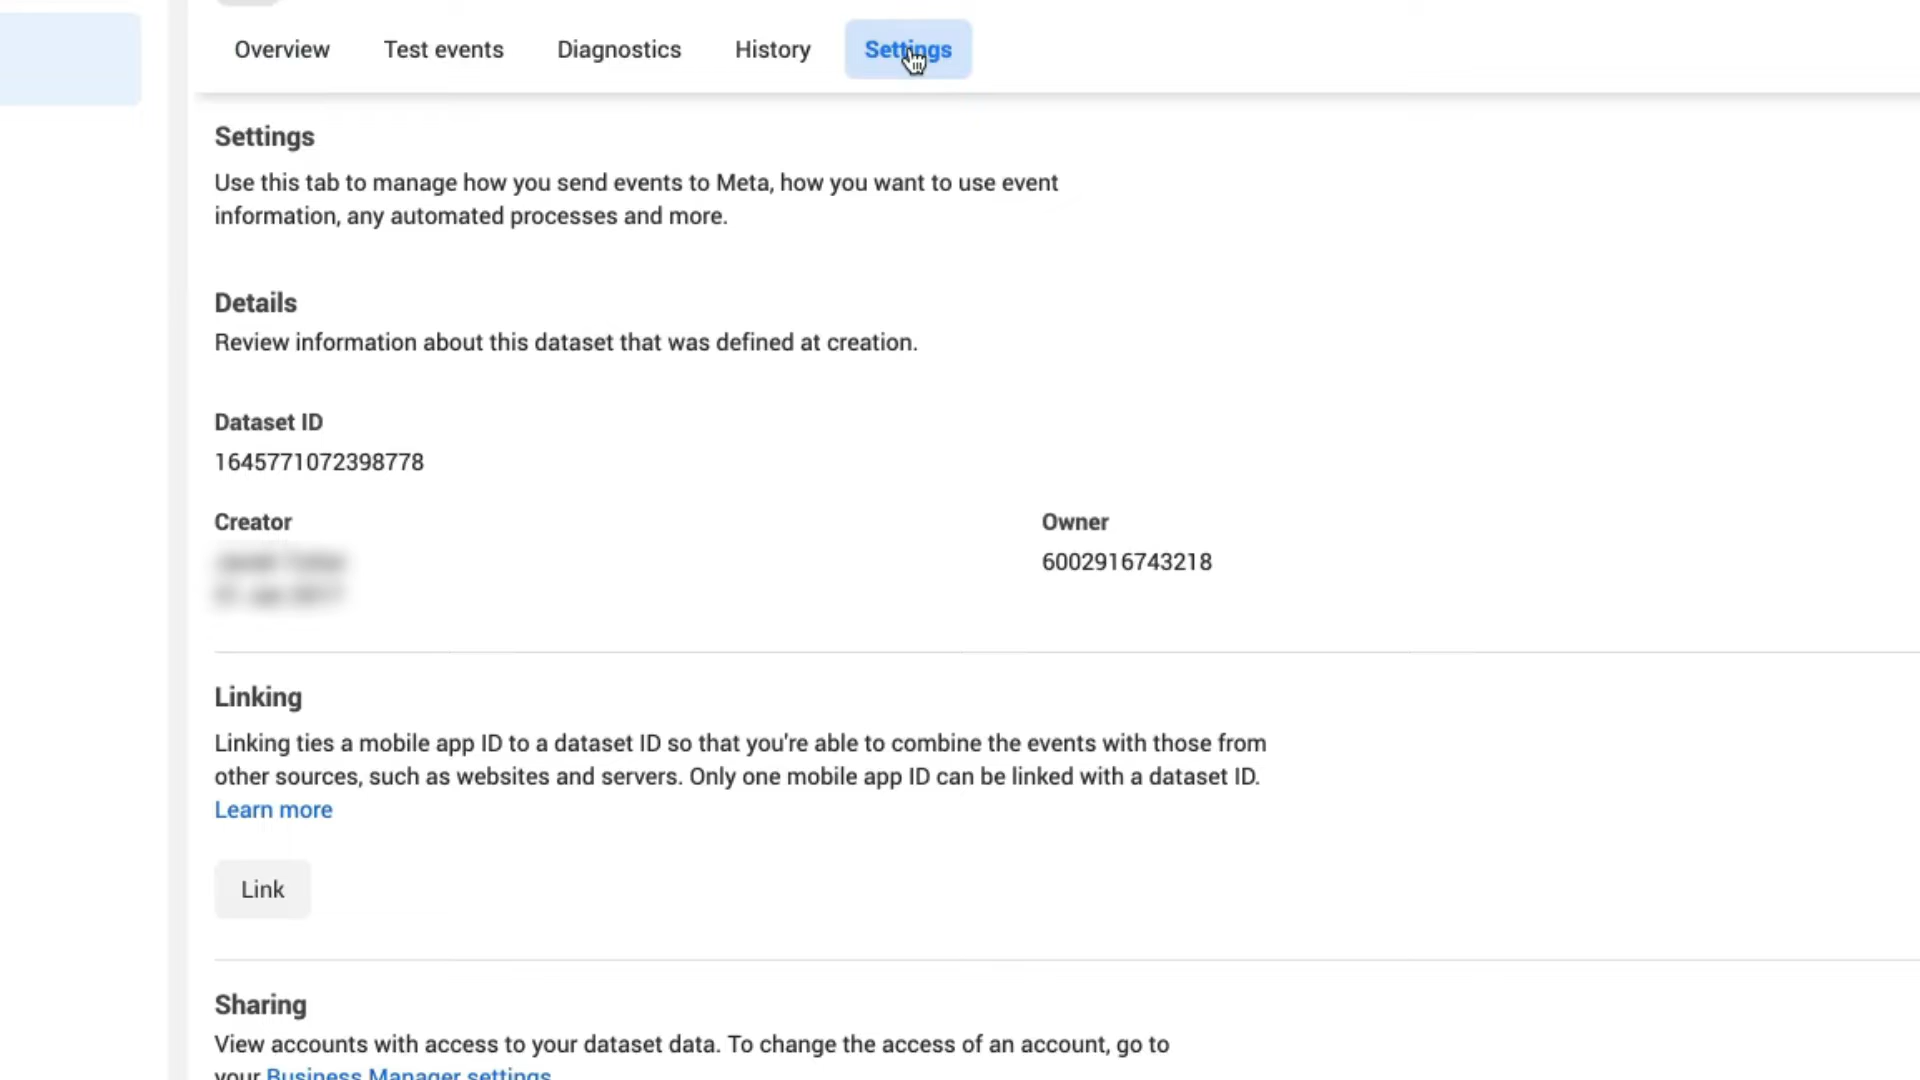 Overview Test events Diagnostics History Settings
Settings
Use this tab to manage how you send events to Meta, how you want to use event
information, any automated processes and more.
Details
Review information about this dataset that was defined at creation.
Dataset ID
1645771072398778
Creator Owner
6002916743218
Linking
Linking ties a mobile app ID to a dataset ID so that you're able to combine the events with those from
other sources, such as websites and servers. Only one mobile app ID can be linked with a dataset ID.
Learn more
Link
Sharing
View accounts with access to your dataset data. To change the access of an account, go to
your Business Manager settings